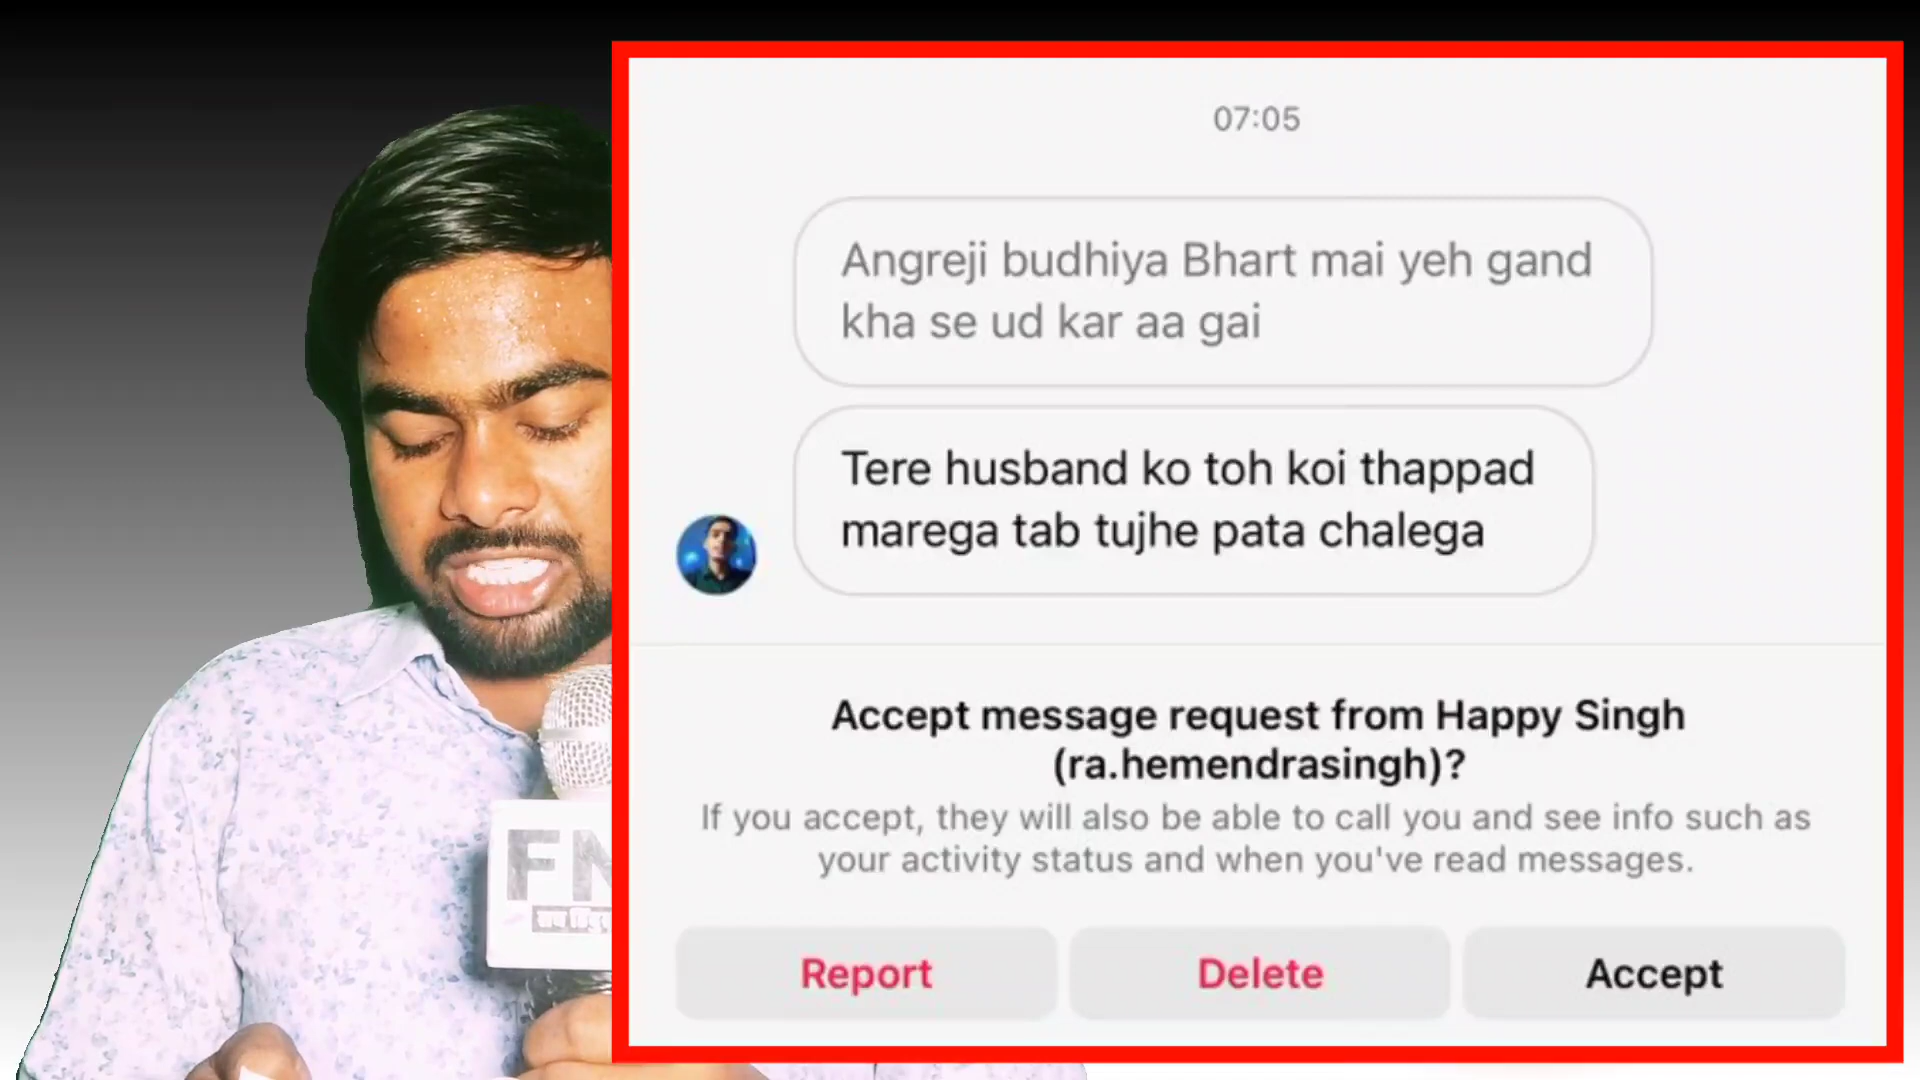 07:05
Angreji budhiya Bhart mai yeh gand
kha se ud kar aa gai
Tere husband ko toh koi thappad
marega tab tujhe pata chalega
Accept message request from Happy Singh
(ra.hemendrasingh)?
If you accept, they will also be able to call you and see info such as
your activity status and when you've read messages.
Report
Delete
Accept
FN